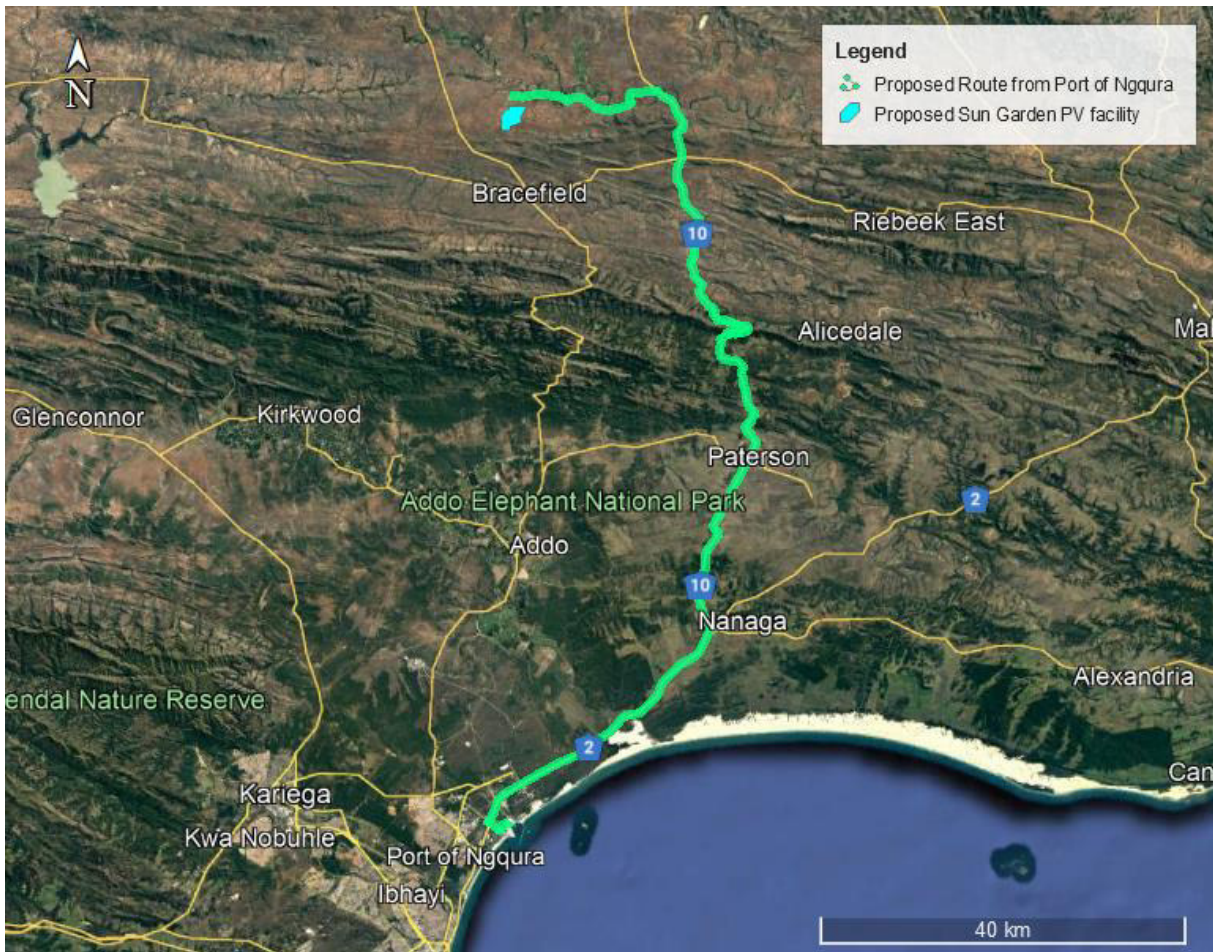 N
Legend
Proposed Route from Port of Ngqura
Proposed Sun Garden PV facility
Bracefield
Riebeek East
10
Alicedale
Mal
Glenconnor
Kirkwood
Paterson
Addo Elephant National Park
2
Addo
10
Nanaga
Alexandria
endal Nature Reserve
2
Can
Kariega
Kwa Nobuhle
Port of Ngqura
Ibhayi
40 km